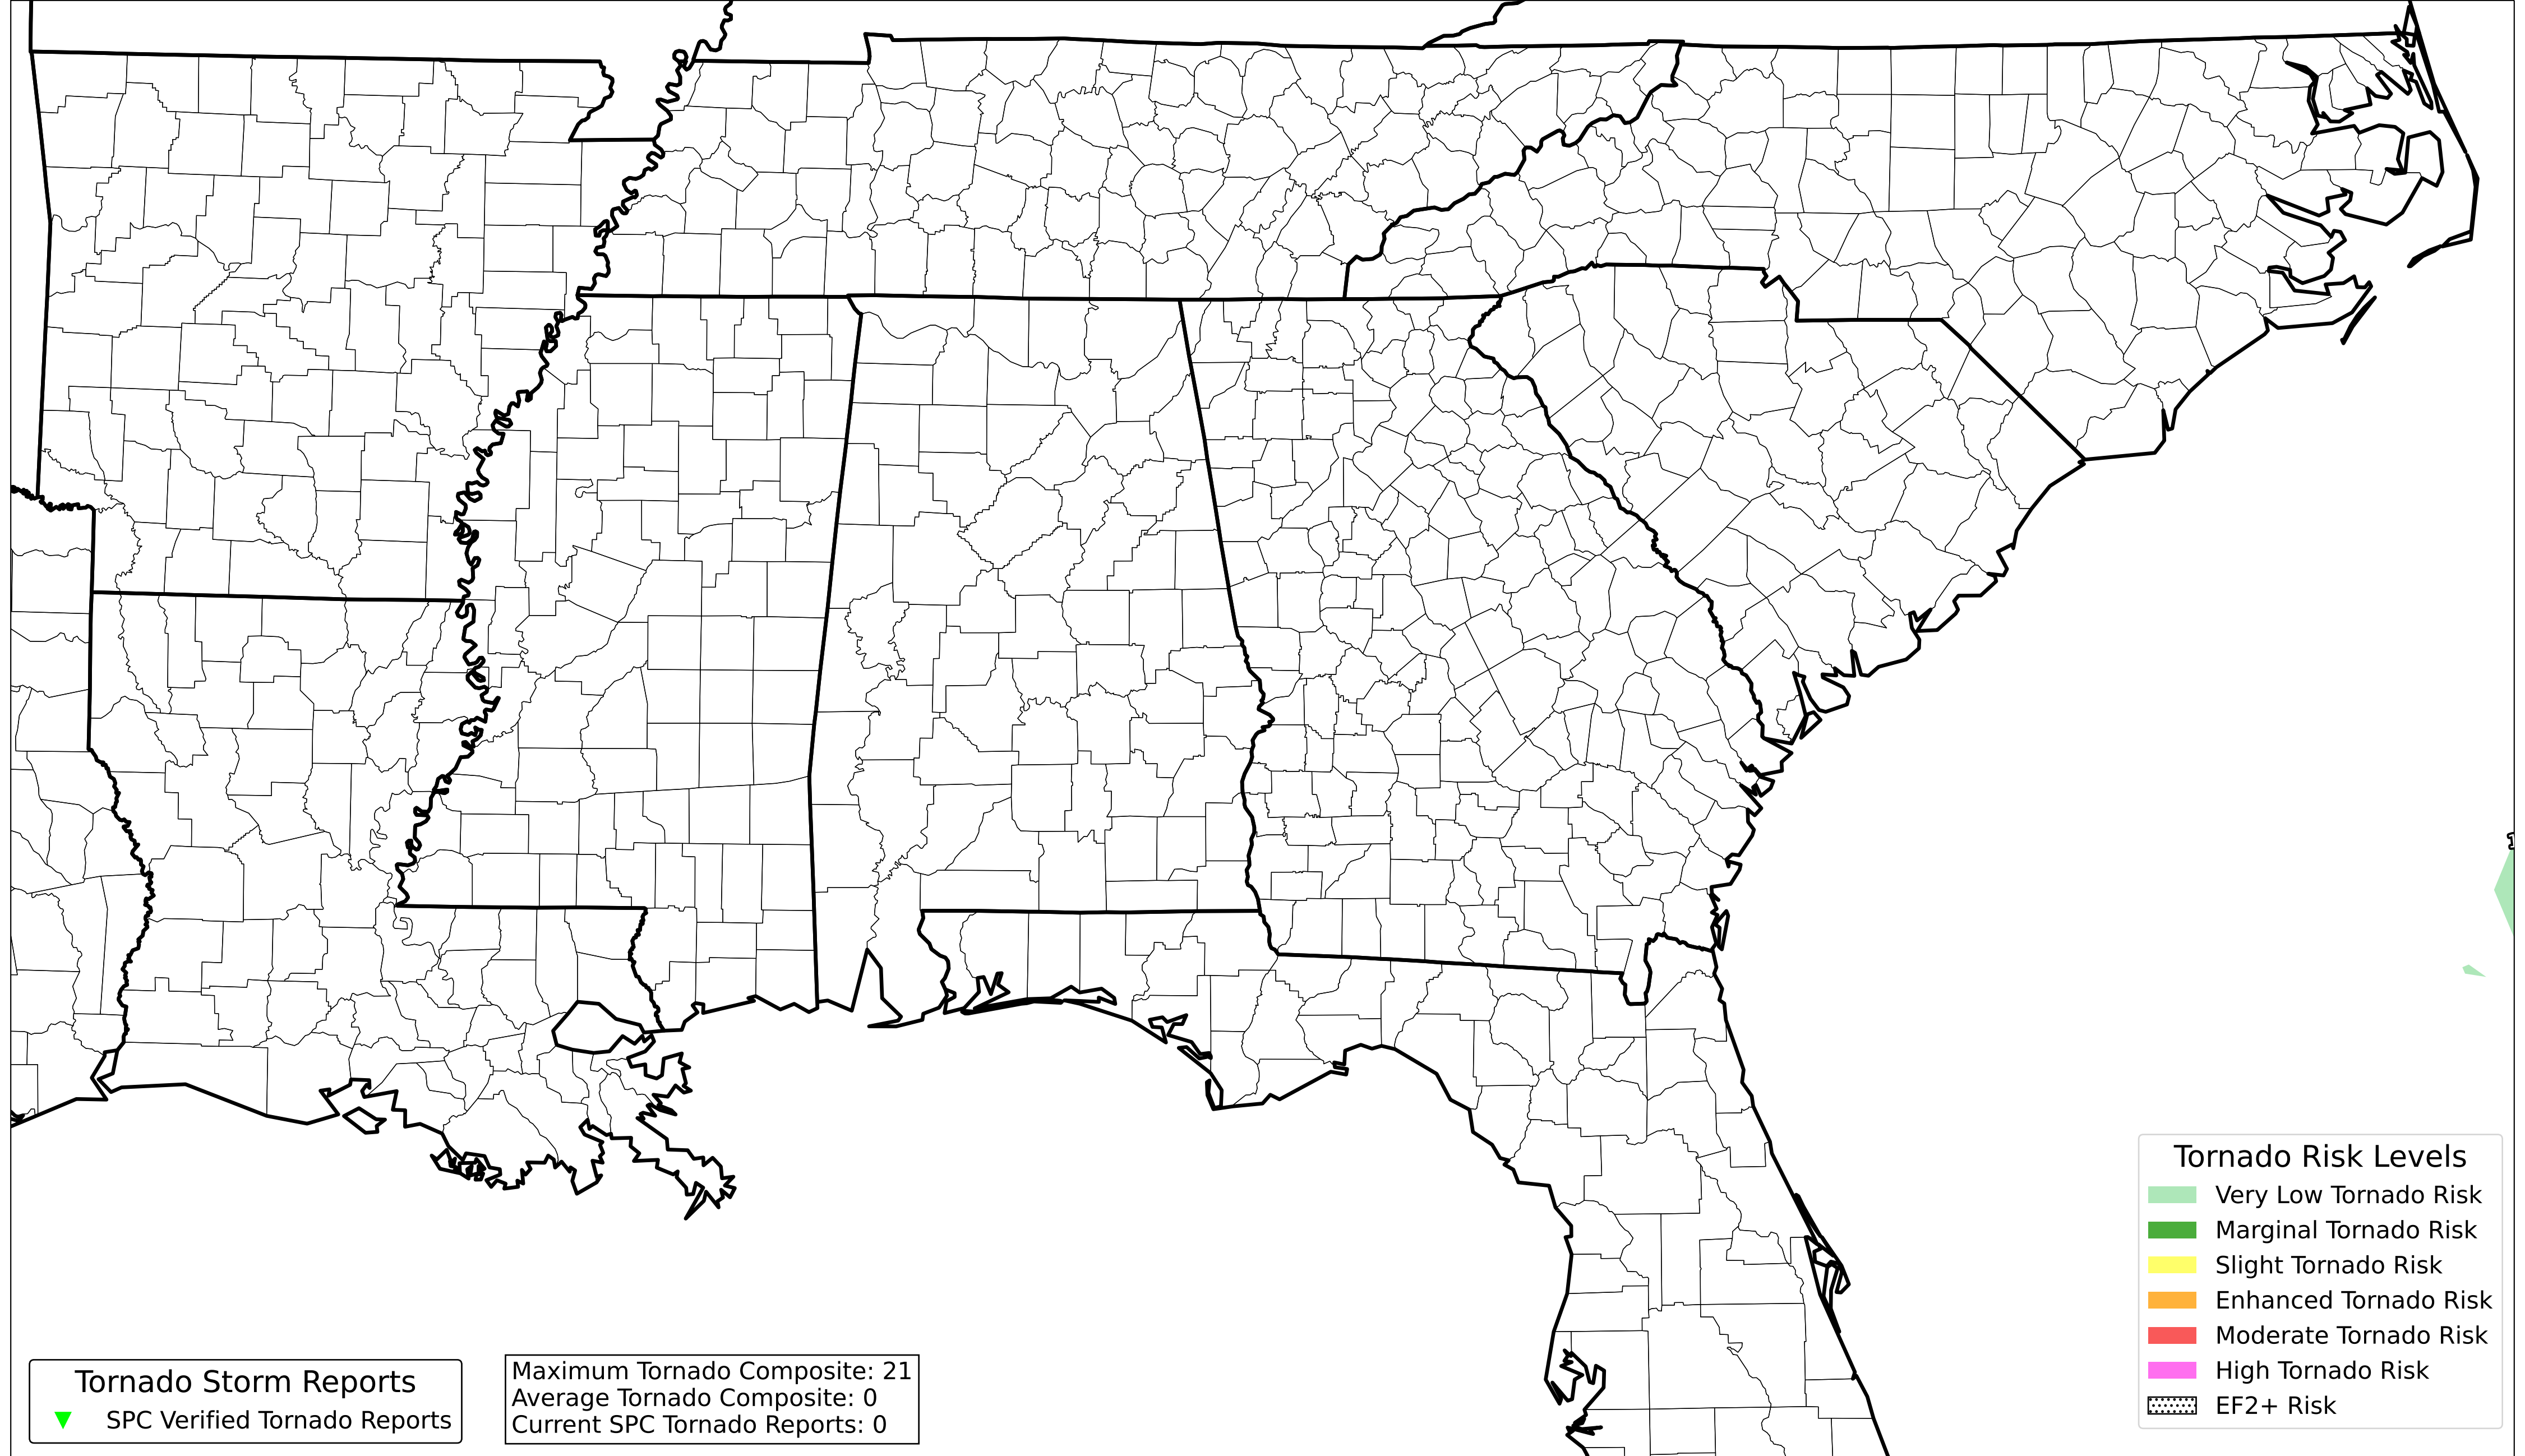 Tornado Risk Levels
Very Low Tornado Risk
Marginal Tornado Risk
Slight Tornado Risk
Enhanced Tornado Risk
Moderate Tornado Risk
High Tornado Risk
EF2+ Risk
Tornado Storm Reports
SPC Verified Tornado Reports
Maximum Tornado Composite: 21
Average Tornado Composite: 0
Current SPC Tornado Reports: 0